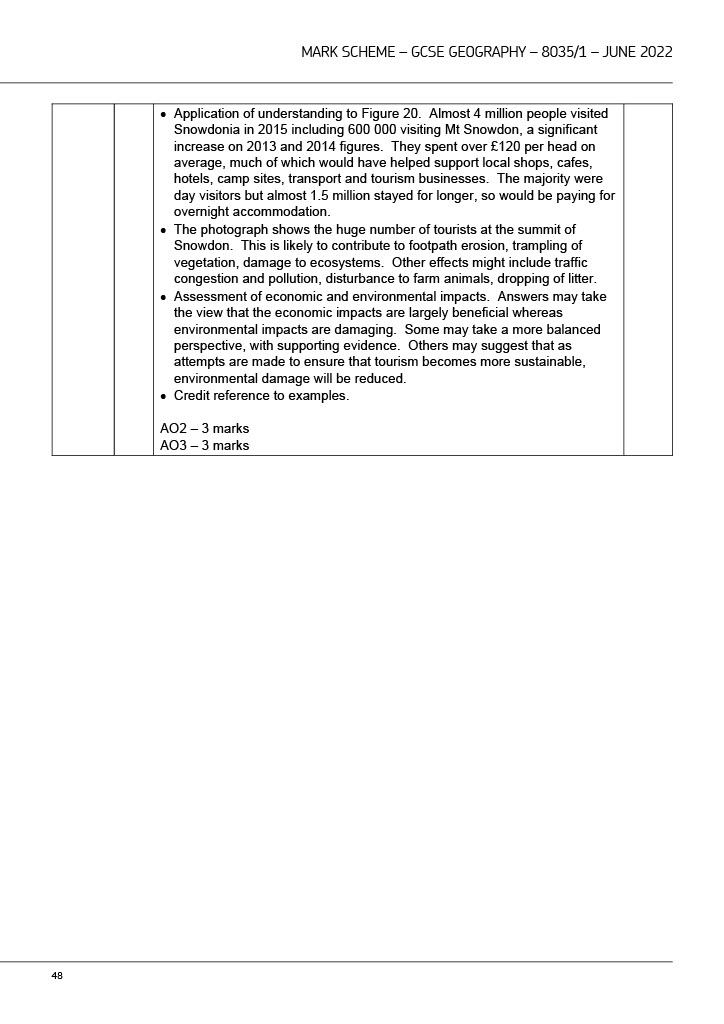 MARK SCHEME – GCSE GEOGRAPHY – 8035/1 – JUNE 2022
• Application of understanding to Figure 20.  Almost 4 million people visited
Snowdonia in 2015 including 600 000 visiting Mt Snowdon, a significant
increase on 2013 and 2014 figures.  They spent over £120 per head on
average, much of which would have helped support local shops, cafes,
hotels, camp sites, transport and tourism businesses.  The majority were
day visitors but almost 1.5 million stayed for longer, so would be paying for
overnight accommodation.
• The photograph shows the huge number of tourists at the summit of
Snowdon.  This is likely to contribute to footpath erosion, trampling of
vegetation, damage to ecosystems.  Other effects might include traffic
congestion and pollution, disturbance to farm animals, dropping of litter.
• Assessment of economic and environmental impacts.  Answers may take
the view that the economic impacts are largely beneficial whereas
environmental impacts are damaging.  Some may take a more balanced
perspective, with supporting evidence.  Others may suggest that as
attempts are made to ensure that tourism becomes more sustainable,
environmental damage will be reduced.
• Credit reference to examples.
AO2 – 3 marks
AO3 – 3 marks
48